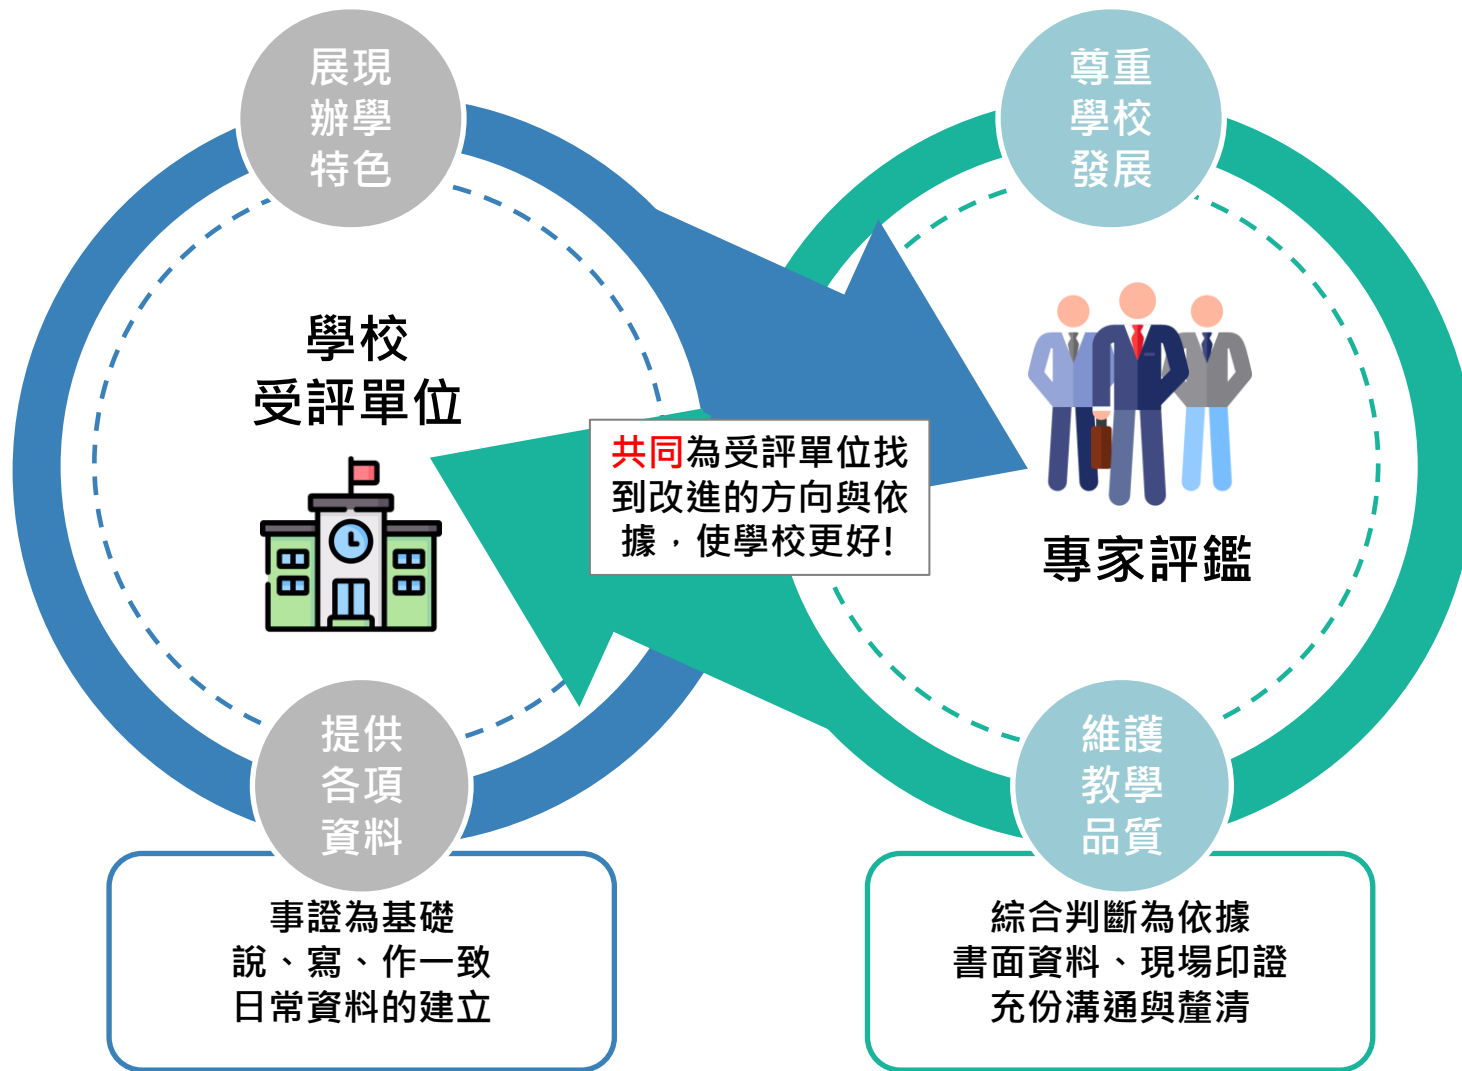 展現
辦學
特色
尊重
學校
發展
學校
受評單位
共同為受評單位找
到改進的方向與依
據，使學校更好!
專家評鑑
提供
各項
資料
維護
教學
品質
事證為基礎
說、寫、作一致
日常資料的建立
綜合判斷為依據
書面資料、現場印證
充份溝通與釐清